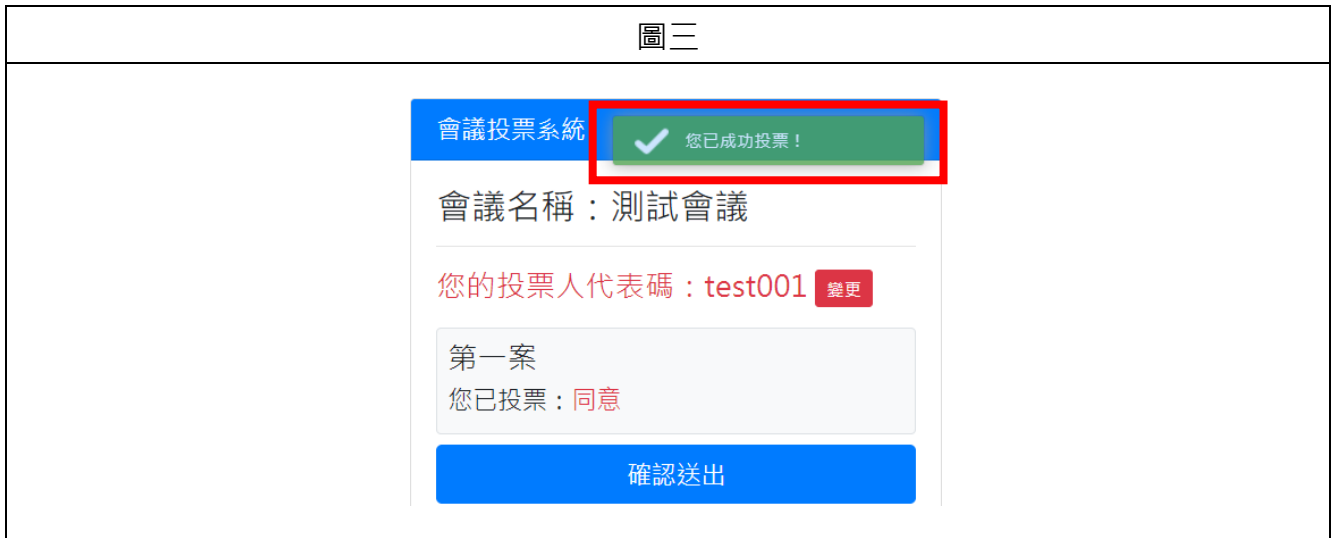 圖三
會議投票系統
您已成功投票！
會議名稱：測試會議
您的投票人代表碼：test001 變更
第一案
您已投票：同意
確認送出